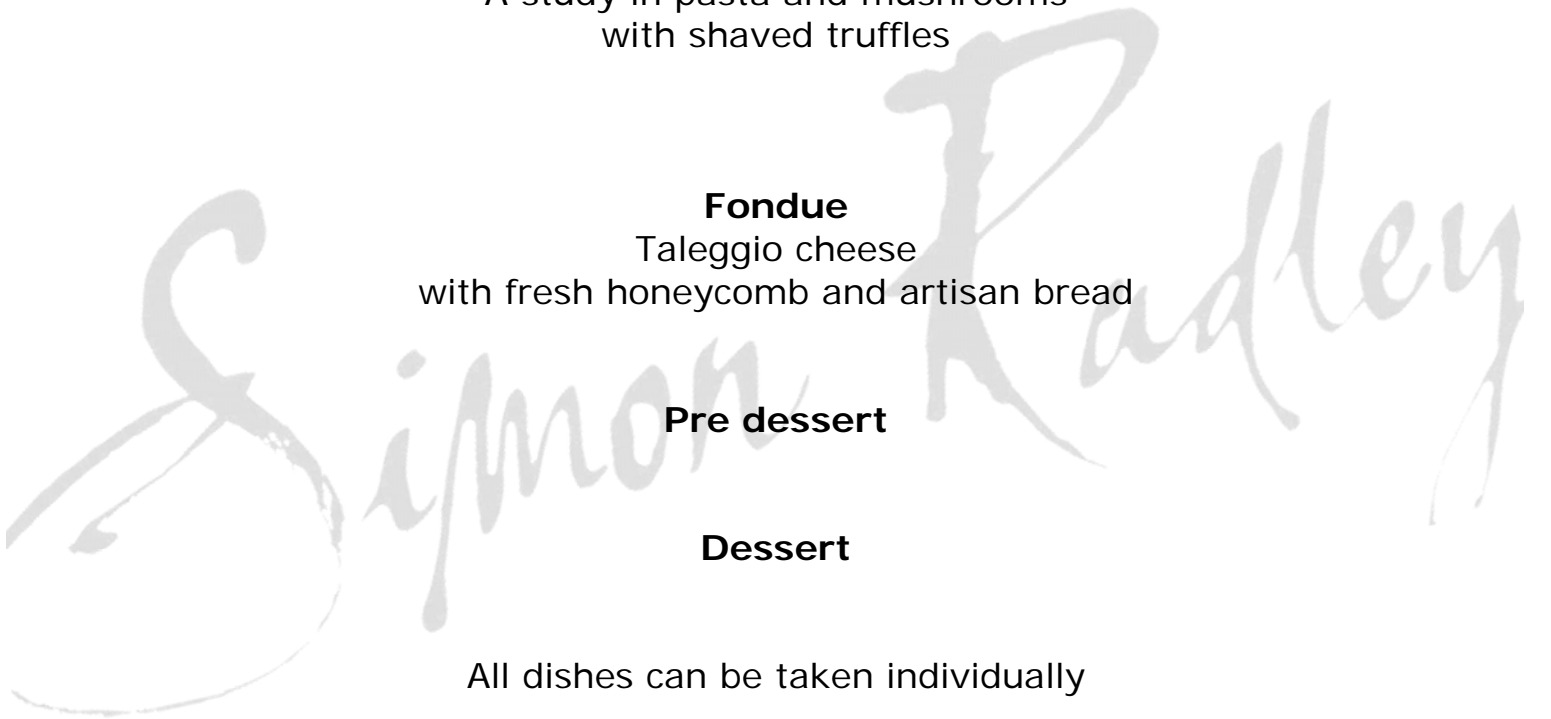 A study in pasta and mushrooms
with shaved truffles
Fondue
Taleggio cheese
with fresh honeycomb and artisan bread
Simon Radley
Pre dessert
Dessert
All dishes can be taken individually